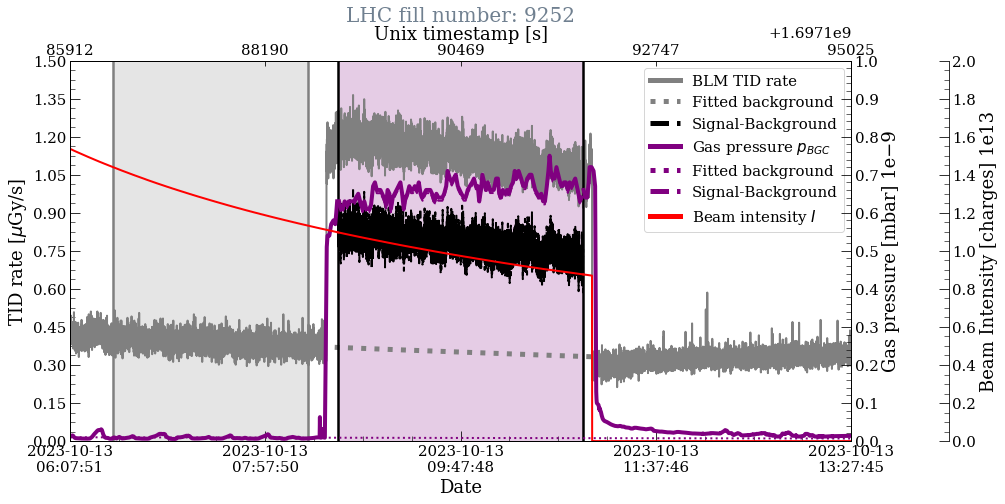 LHC fill number: 9252
Unix timestamp [s]
+1.6971e9
85912 88190 90469 92747 95025
1.50 1.0 2.0
1.35 0.9 1.8
1.20 0.8 1.6
1.05 0.7 1.4
0.90 0.6 1.2
0.75 0.5 1.0
0.60 0.4 0.8
0.45 0.3 0.6
0.30 0.2 0.4
0.15 0.1 0.2
0.00 0.0 0.0
TID rate [μGy/s]
BLM TID rate
Fitted background
Signal-Background
Gas pressure p_BGC
Fitted background
Signal-Background
Beam intensity I
Gas pressure [mbar] 1e−9
Beam Intensity [charges] 1e13
2023-10-13 2023-10-13 2023-10-13 2023-10-13 2023-10-13
06:07:51 07:57:50 09:47:48 11:37:46 13:27:45
Date